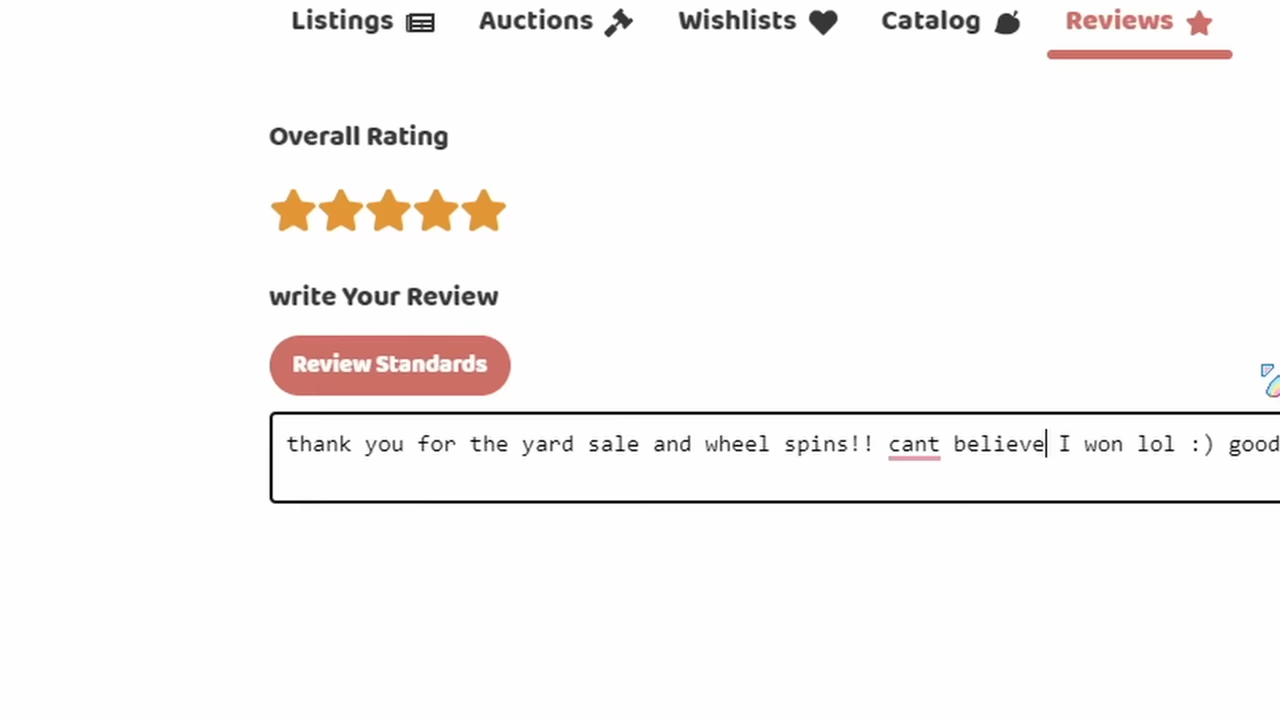 Listings Auctions Wishlists Catalog Reviews
Overall Rating
write Your Review
Review Standards
thank you for the yard sale and wheel spins!! cant believe I won lol :) good